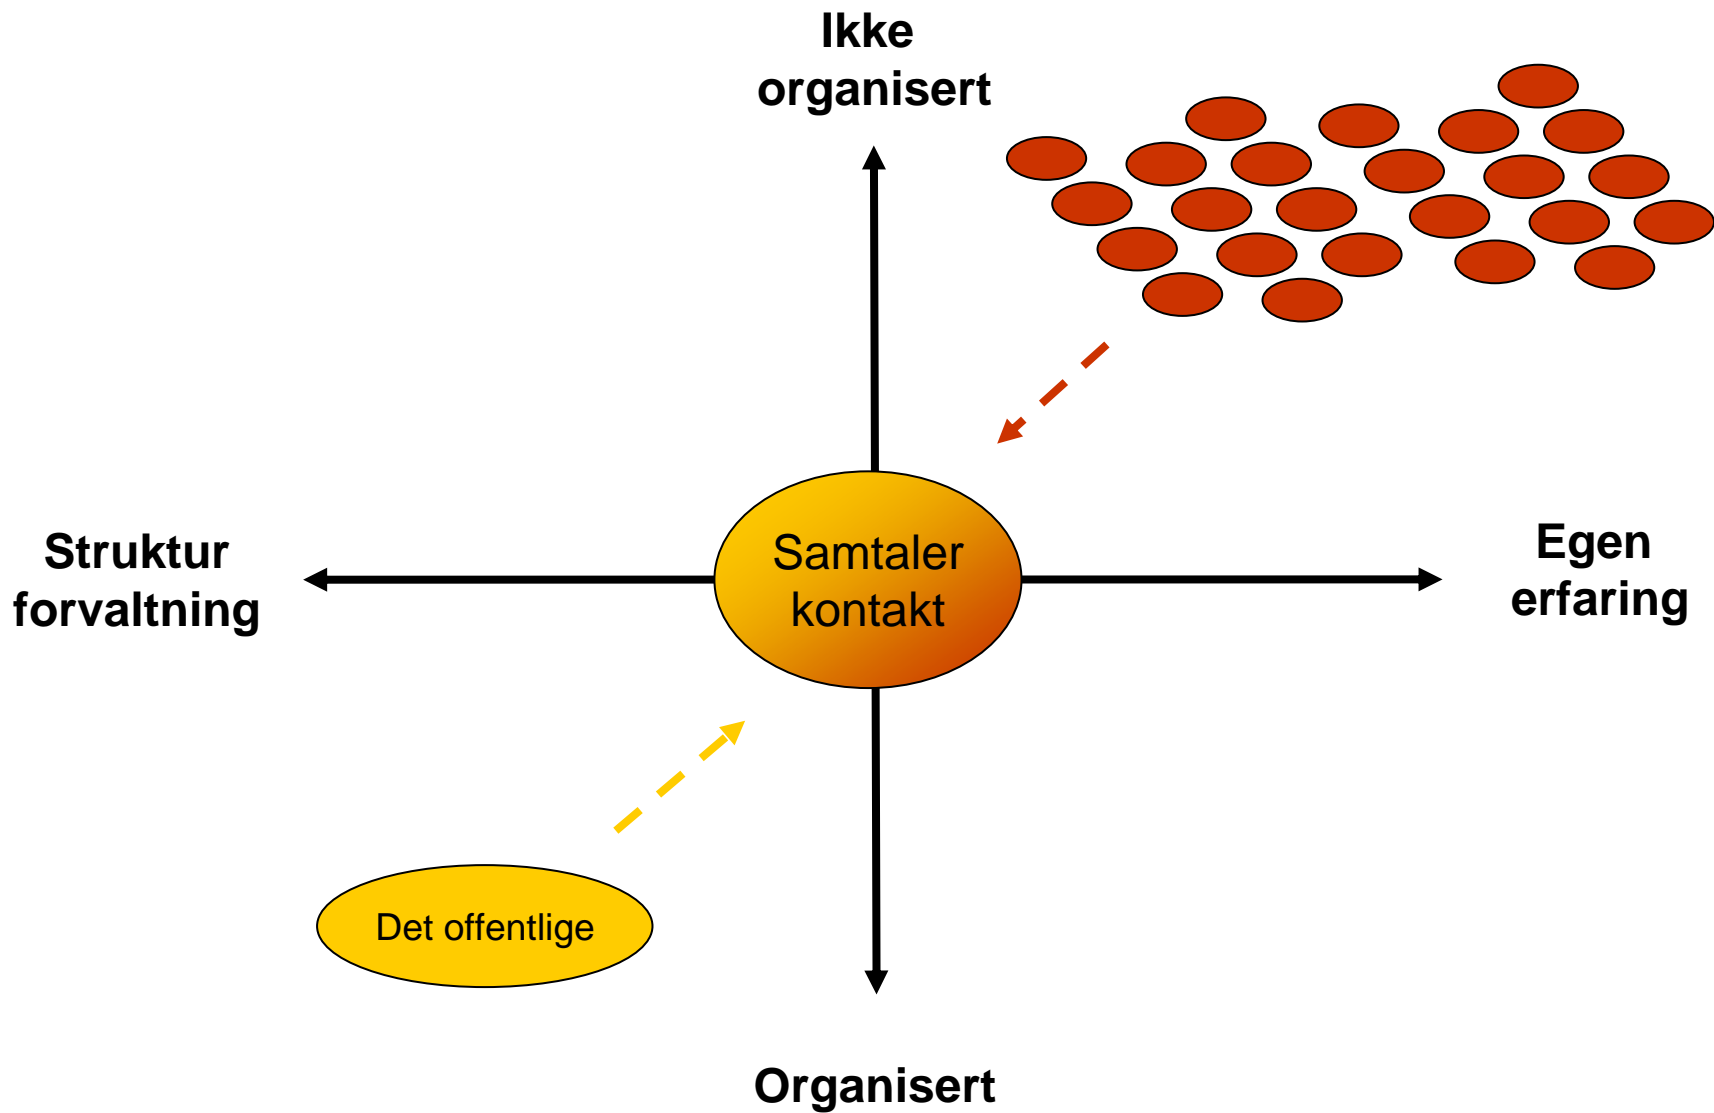 Ikke
organisert
Struktur
forvaltning
Samtaler
kontakt
Egen
erfaring
Det offentlige
Organisert